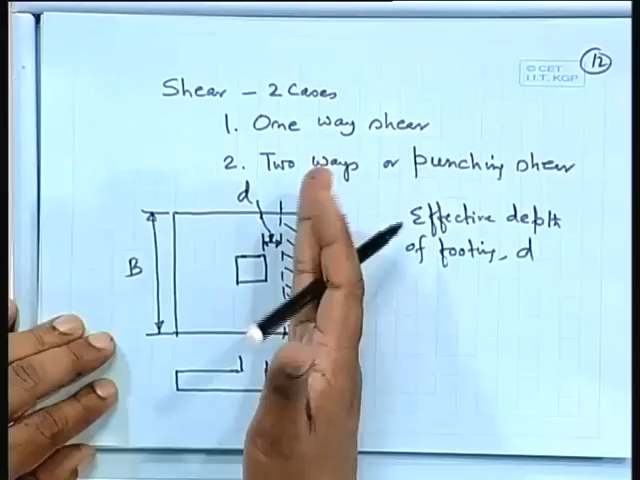 12
© CET
I.I.T. KGP
Shear - 2 Cases
1. One way shear
2. Two ways or punching shear
d
Effective depth
of footing, d
B